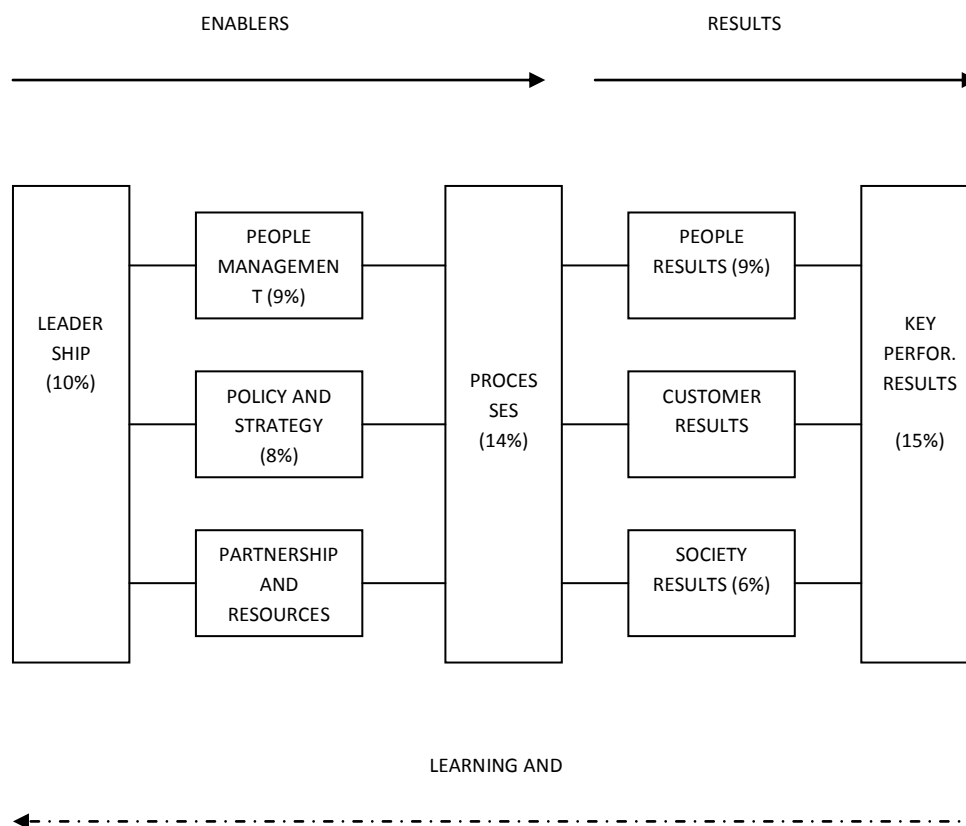 ENABLERS
RESULTS
LEADER
SHIP
(10%)
PEOPLE
MANAGEMEN
T (9%)
POLICY AND
STRATEGY
(8%)
PARTNERSHIP
AND
RESOURCES
PROCES
SES
(14%)
PEOPLE
RESULTS (9%)
CUSTOMER
RESULTS
SOCIETY
RESULTS (6%)
KEY
PERFOR.
RESULTS
(15%)
LEARNING AND